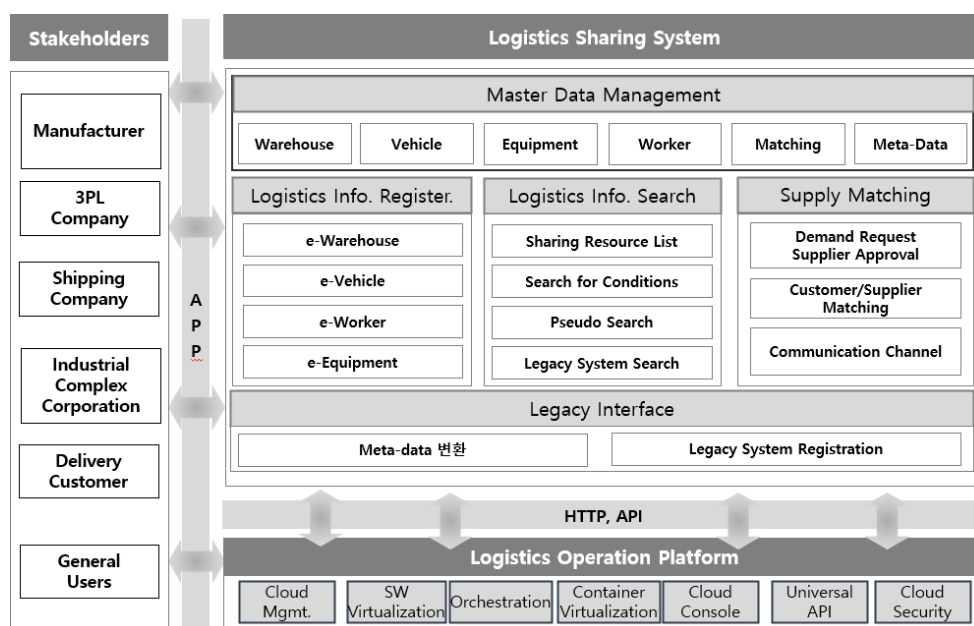 Stakeholders
Manufacturer
3PL
Company
Shipping
Company
Industrial
Complex
Corporation
Delivery
Customer
General
Users
A
P
P
Logistics Sharing System
Master Data Management
Warehouse
Vehicle
Equipment
Worker
Matching
Meta-Data
Logistics Info. Register.
e-Warehouse
e-Vehicle
e-Worker
e-Equipment
Logistics Info. Search
Sharing Resource List
Search for Conditions
Pseudo Search
Legacy System Search
Supply Matching
Demand Request
Supplier Approval
Customer/Supplier
Matching
Communication Channel
Legacy Interface
Meta-data 변환
Legacy System Registration
HTTP, API
Logistics Operation Platform
Cloud
Mgmt.
SW
Virtualization
Orchestration
Container
Virtualization
Cloud
Console
Universal
API
Cloud
Security